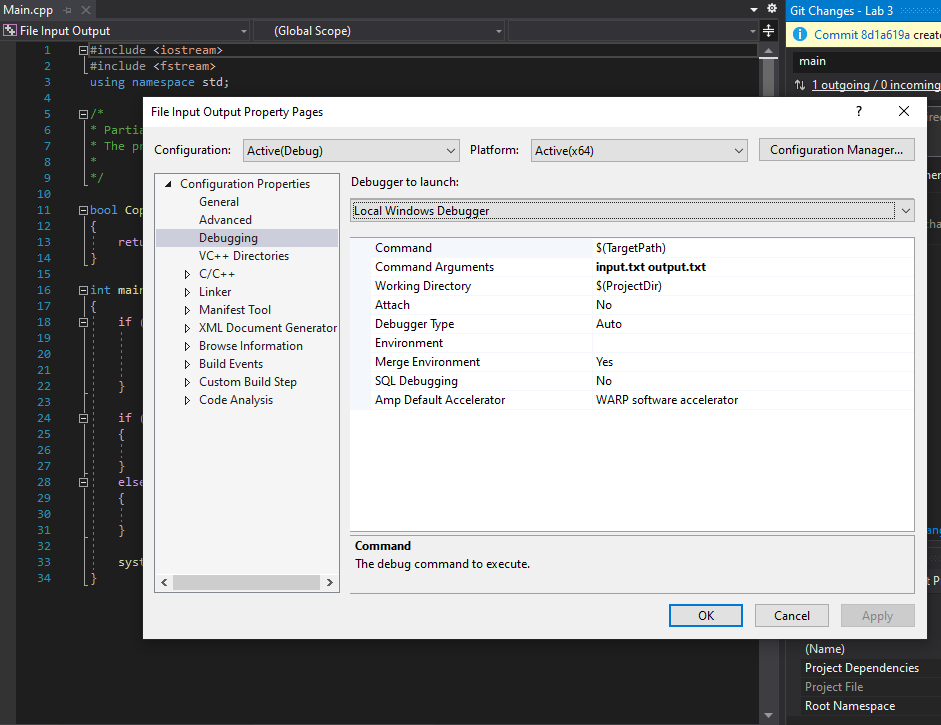 Main.cpp
Git Changes - Lab 3
File Input Output
(Global Scope)
Commit 8d1a619a create
main
1 outgoing / 0 incoming
1 #include <iostream>
2 #include <fstream>
3 using namespace std;
4
5 /*
6 * Partia
7 * The pr
8 *
9 */
10
11 bool Cop
12 {
13 retu
14 }
15
16 int main
17 {
18 if (
19
20
21
22 }
23
24 if (
25 {
26
27 }
28 else
29 {
30
31 }
32
33 syst
34 }
File Input Output Property Pages
?
Configuration: Active(Debug) Platform: Active(x64) Configuration Manager...
Configuration Properties
General
Advanced
Debugging
VC++ Directories
C/C++
Linker
Manifest Tool
XML Document Generator
Browse Information
Build Events
Custom Build Step
Code Analysis
Debugger to launch:
Local Windows Debugger
Command $(TargetPath)
Command Arguments input.txt output.txt
Working Directory $(ProjectDir)
Attach No
Debugger Type Auto
Environment
Merge Environment Yes
SQL Debugging No
Amp Default Accelerator WARP software accelerator
Command
The debug command to execute.
OK Cancel Apply
(Name)
Project Dependencies
Project File
Root Namespace